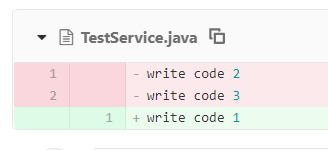 TestService.java
1 - write code 2
2 - write code 3
1 + write code 1